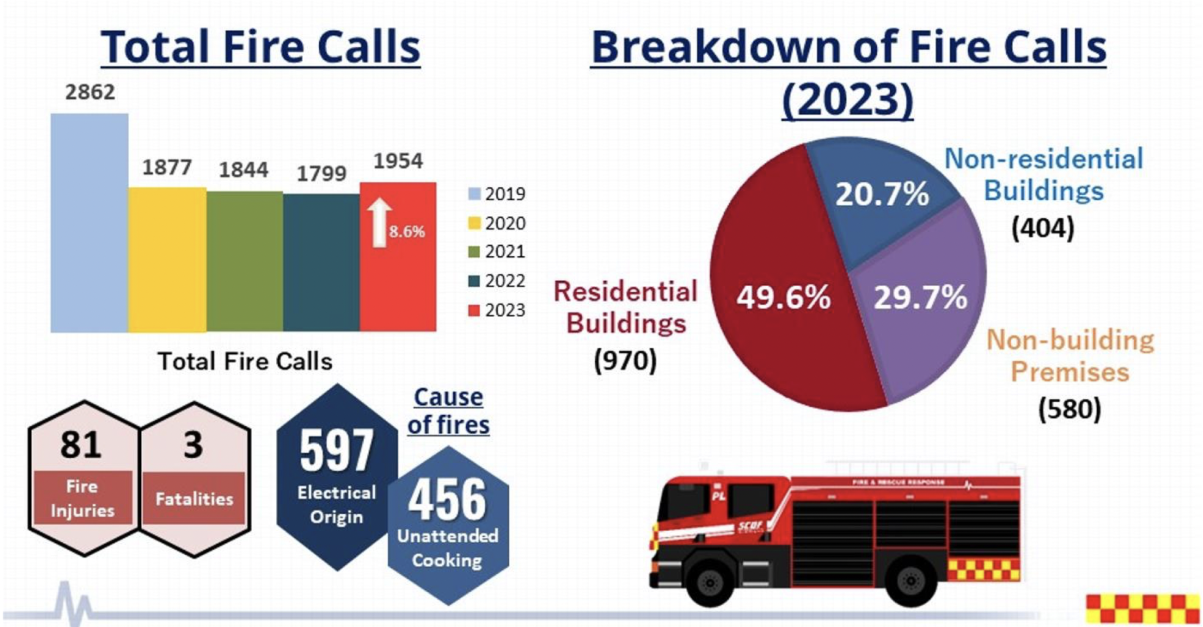 Total Fire Calls
2862
1877
1844
1799
1954
8.6%
2019
2020
2021
2022
2023
Total Fire Calls
81
Fire
Injuries
3
Fatalities
597
Electrical
Origin
Cause
of fires
456
Unattended
Cooking
Breakdown of Fire Calls
(2023)
20.7%
Non-residential
Buildings
(404)
Residential
Buildings
(970)
49.6%
29.7%
Non-building
Premises
(580)
FIRE & RESCUE RESPONSE
PL
SCDF